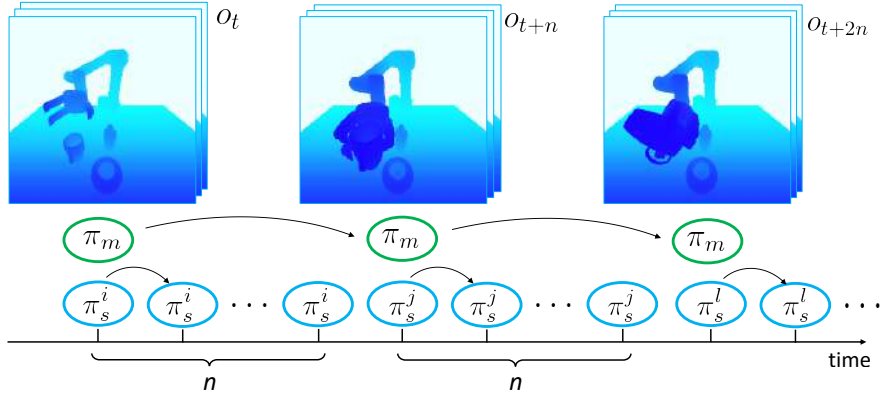 o_t o_{t+n} o_{t+2n}
π_m π_m π_m
π_s^i π_s^i ··· π_s^i π_s^j π_s^j ··· π_s^j π_s^l π_s^l ···
time
n n